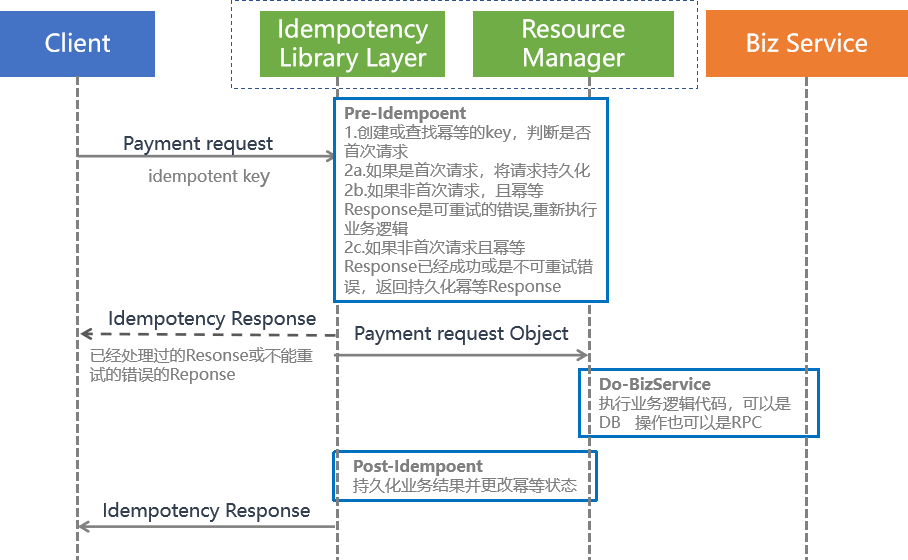 Client
Idempotency
Library Layer
Resource
Manager
Biz Service
Pre-Idempoent
1.创建或查找幂等的key，判断是否
首次请求
2a.如果是首次请求，将请求持久化
2b.如果非首次请求，且幂等
Response是可重试的错误,重新执行
业务逻辑
2c.如果非首次请求且幂等
Response已经成功或是不可重试错
误，返回持久化幂等Response
Payment request
idempotent key
Idempotency Response
已经处理过的Resonse或不能重
试的错误的Reponse
Payment request Object
Do-BizService
执行业务逻辑代码，可以是
DB 操作也可以是RPC
Post-Idempoent
持久化业务结果并更改幂等状态
Idempotency Response